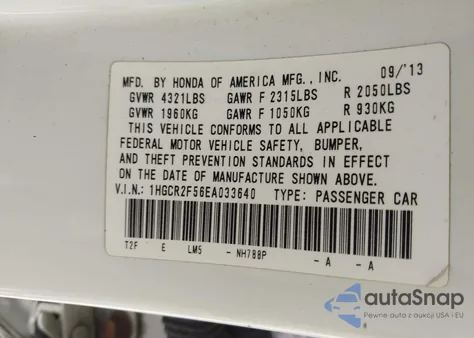 09/'13
MFD. BY HONDA OF AMERICA MFG., INC.
GVWR 4321LBS GAWR F 2315LBS R 2050LBS
GVWR 1960KG GAWR F 1050KG R 930KG
THIS VEHICLE CONFORMS TO ALL APPLICABLE
FEDERAL MOTOR VEHICLE SAFETY, BUMPER,
AND THEFT PREVENTION STANDARDS IN EFFECT
ON THE DATE OF MANUFACTURE SHOWN ABOVE.
V.I.N.: 1HGCR2F56EA033640 TYPE: PASSENGER CAR
T2F E LM5 - NH788P - A - A
autoSnap
Pewne auta z aukcji USA i EU